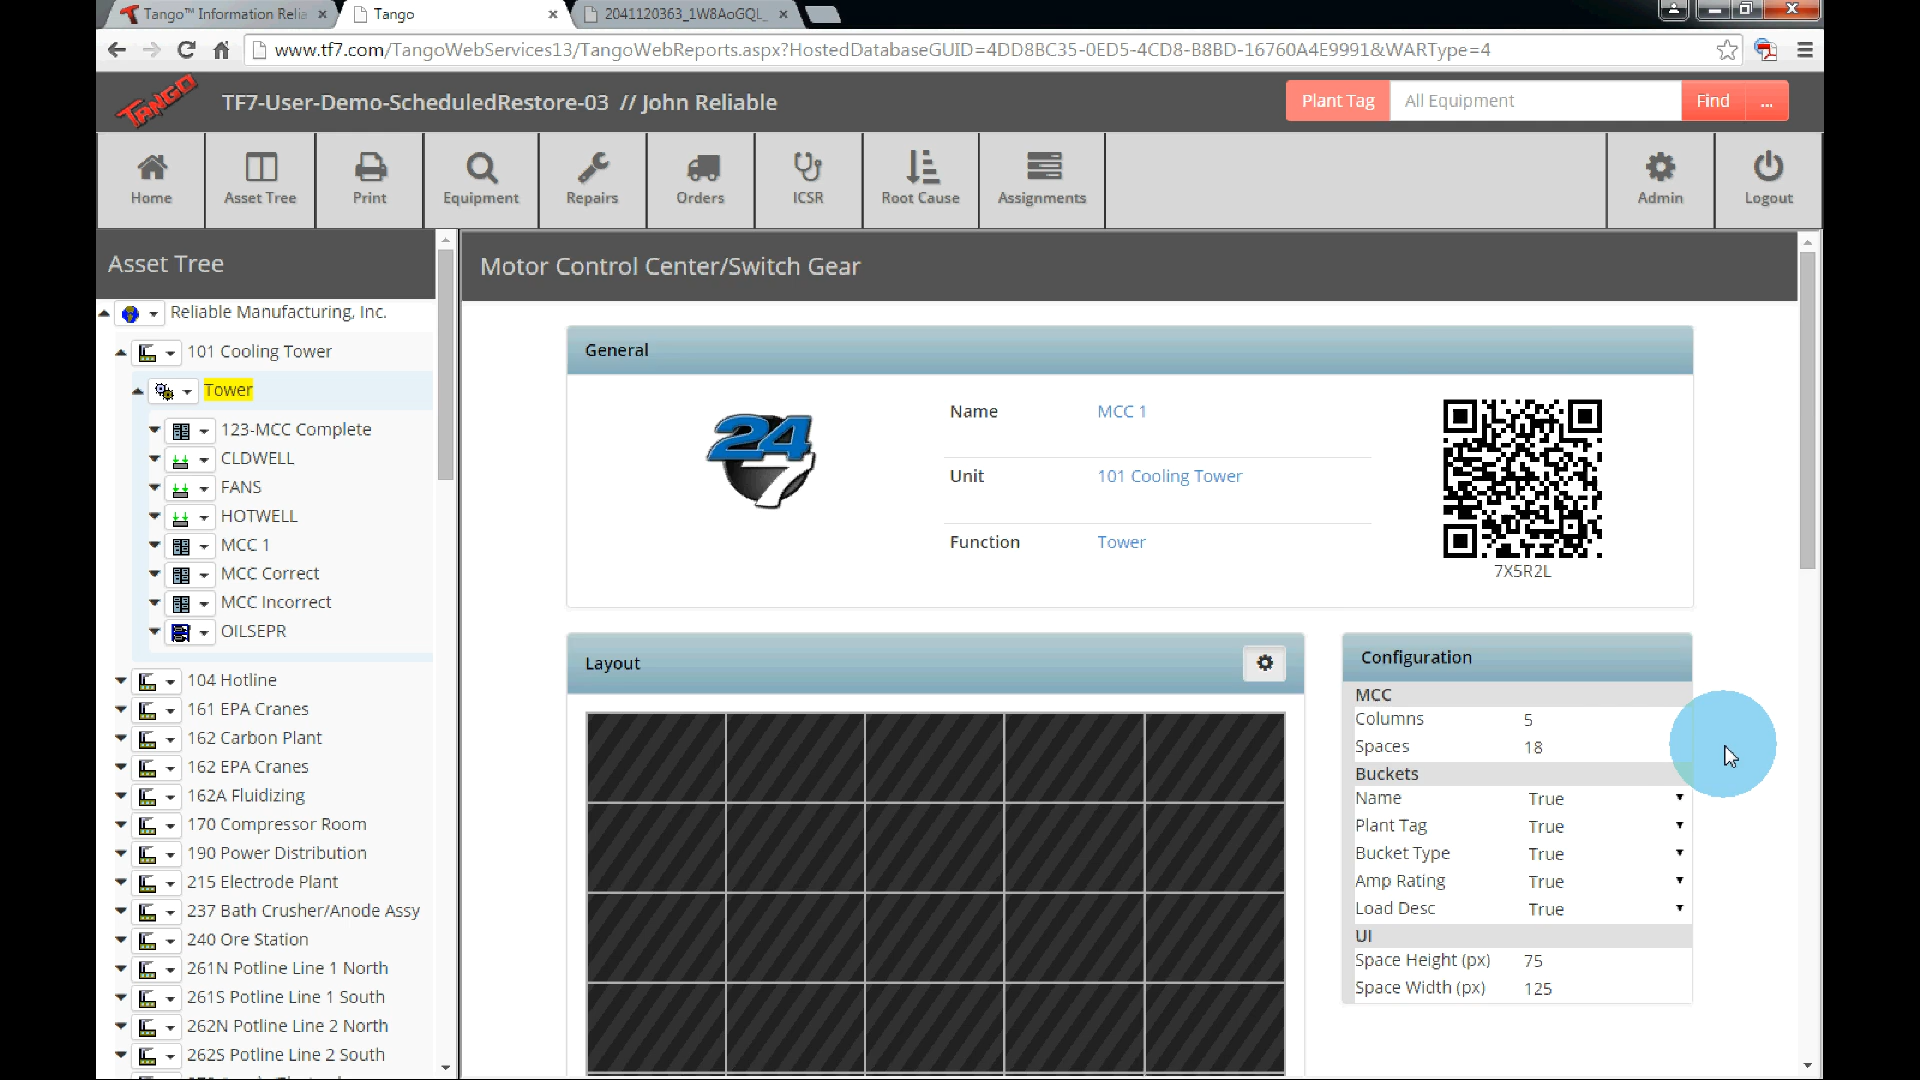 Tango™ Information Relia
Tango
2041120363_1W8AoGQL_
www.tf7.com/TangoWebServices13/TangoWebReports.aspx?HostedDatabaseGUID=4DD8BC35-0ED5-4CD8-B8BD-16760A4E9991&WARType=4
TANGO
TF7-User-Demo-ScheduledRestore-03 // John Reliable
Plant Tag
All Equipment
Find
...
Home
Asset Tree
Print
Equipment
Repairs
Orders
ICSR
Root Cause
Assignments
Admin
Logout
Asset Tree
Reliable Manufacturing, Inc.
101 Cooling Tower
Tower
123-MCC Complete
CLDWELL
FANS
HOTWELL
MCC 1
MCC Correct
MCC Incorrect
OILSEPR
104 Hotline
161 EPA Cranes
162 Carbon Plant
162 EPA Cranes
162A Fluidizing
170 Compressor Room
190 Power Distribution
215 Electrode Plant
237 Bath Crusher/Anode Assy
240 Ore Station
261N Potline Line 1 North
261S Potline Line 1 South
262N Potline Line 2 North
262S Potline Line 2 South
Motor Control Center/Switch Gear
General
24
7
Name MCC 1
Unit 101 Cooling Tower
Function Tower
7X5R2L
Layout
Configuration
MCC
Columns 5
Spaces 18
Buckets
Name True
Plant Tag True
Bucket Type True
Amp Rating True
Load Desc True
UI
Space Height (px) 75
Space Width (px) 125